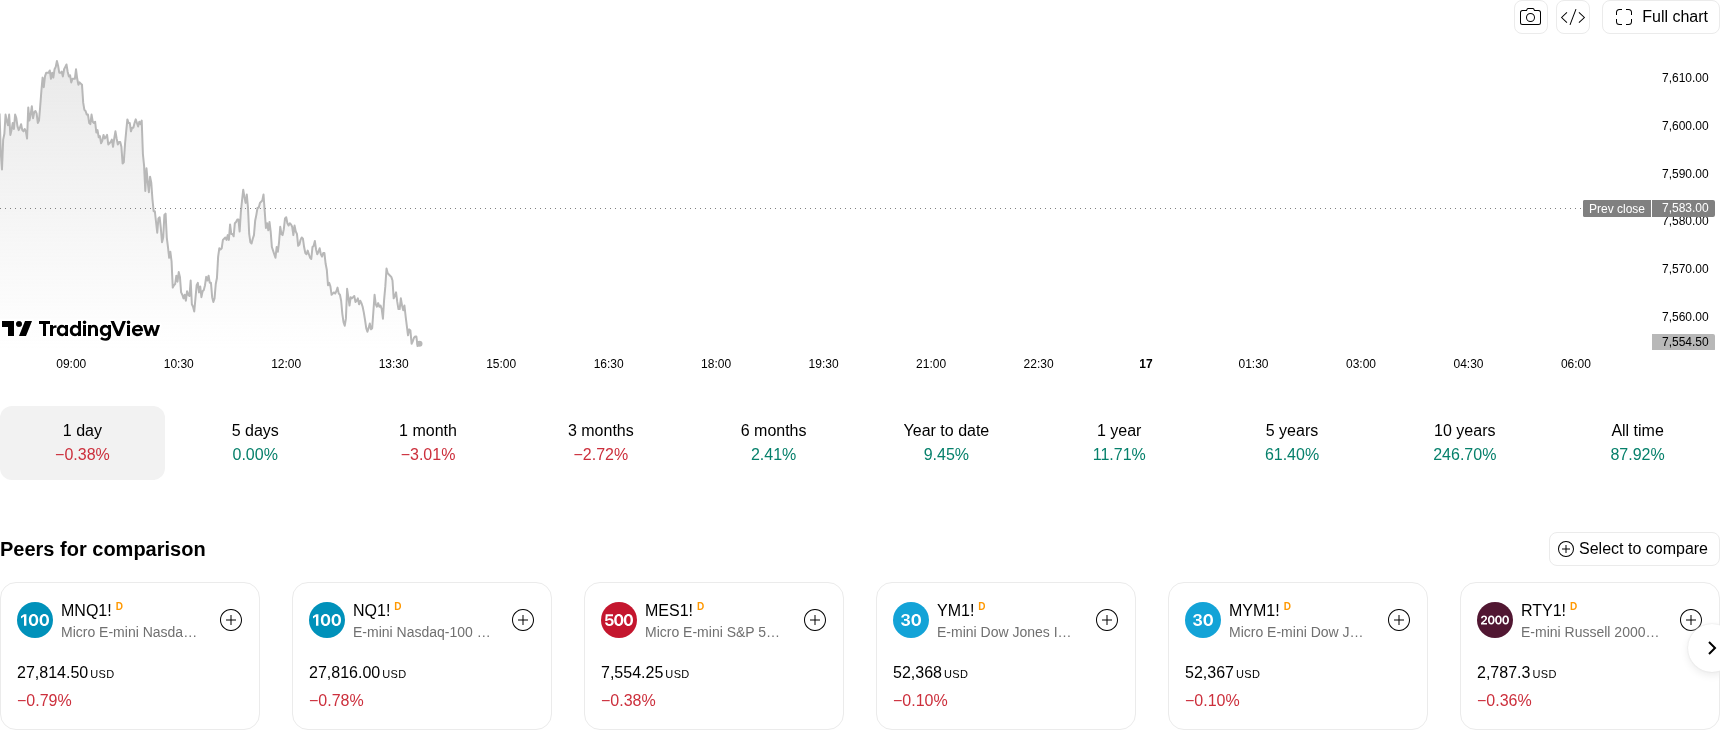 Full chart
7,610.00
7,600.00
7,590.00
Prev close 7,583.00
7,580.00
7,570.00
7,560.00
TradingView
7,554.50
09:00 10:30 12:00 13:30 15:00 16:30 18:00 19:30 21:00 22:30 17 01:30 03:00 04:30 06:00
1 day 5 days 1 month 3 months 6 months Year to date 1 year 5 years 10 years All time
−0.38% 0.00% −3.01% −2.72% 2.41% 9.45% 11.71% 61.40% 246.70% 87.92%
Peers for comparison
Select to compare
100 MNQ1! D
Micro E-mini Nasda…
27,814.50 USD
−0.79%
100 NQ1! D
E-mini Nasdaq-100 …
27,816.00 USD
−0.78%
500 MES1! D
Micro E-mini S&P 5…
7,554.25 USD
−0.38%
30 YM1! D
E-mini Dow Jones I…
52,368 USD
−0.10%
30 MYM1! D
Micro E-mini Dow J…
52,367 USD
−0.10%
2000 RTY1! D
E-mini Russell 2000…
2,787.3 USD
−0.36%